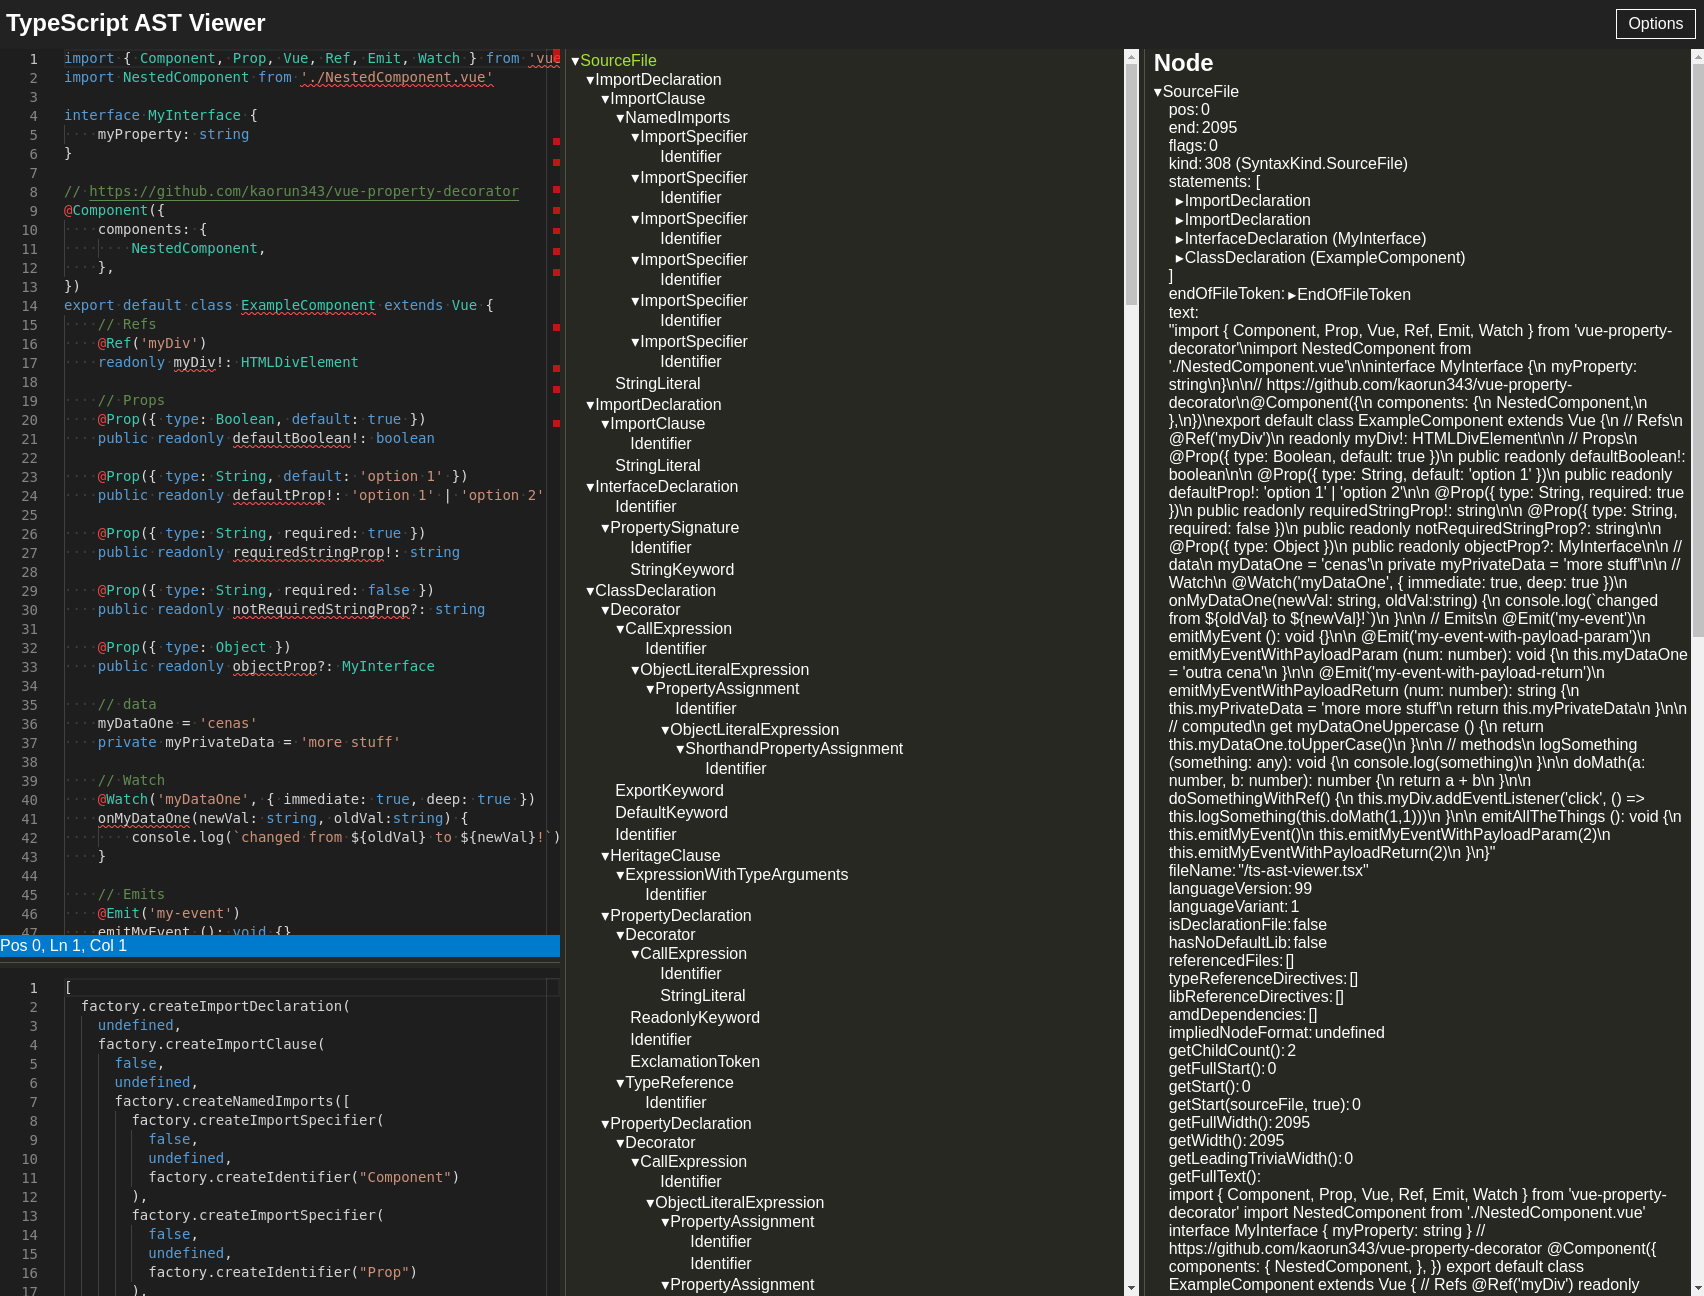 TypeScript AST Viewer
Options
1 import { Component, Prop, Vue, Ref, Emit, Watch } from 'vue
2 import NestedComponent from './NestedComponent.vue'
3
4 interface MyInterface {
5 myProperty: string
6 }
7
8 // https://github.com/kaorun343/vue-property-decorator
9 @Component({
10 components: {
11 NestedComponent,
12 },
13 })
14 export default class ExampleComponent extends Vue {
15 // Refs
16 @Ref('myDiv')
17 readonly myDiv!: HTMLDivElement
18
19 // Props
20 @Prop({ type: Boolean, default: true })
21 public readonly defaultBoolean!: boolean
22
23 @Prop({ type: String, default: 'option 1' })
24 public readonly defaultProp!: 'option 1' | 'option 2'
25
26 @Prop({ type: String, required: true })
27 public readonly requiredStringProp!: string
28
29 @Prop({ type: String, required: false })
30 public readonly notRequiredStringProp?: string
31
32 @Prop({ type: Object })
33 public readonly objectProp?: MyInterface
34
35 // data
36 myDataOne = 'cenas'
37 private myPrivateData = 'more stuff'
38
39 // Watch
40 @Watch('myDataOne', { immediate: true, deep: true })
41 onMyDataOne(newVal: string, oldVal:string) {
42 console.log(`changed from ${oldVal} to ${newVal}!`)
43 }
44
45 // Emits
46 @Emit('my-event')
47 emitMyEvent (): void {}
Pos 0, Ln 1, Col 1
1 [
2 factory.createImportDeclaration(
3 undefined,
4 factory.createImportClause(
5 false,
6 undefined,
7 factory.createNamedImports([
8 factory.createImportSpecifier(
9 false,
10 undefined,
11 factory.createIdentifier("Component")
12 ),
13 factory.createImportSpecifier(
14 false,
15 undefined,
16 factory.createIdentifier("Prop")
17 ),
▾SourceFile
▾ImportDeclaration
▾ImportClause
▾NamedImports
▾ImportSpecifier
Identifier
▾ImportSpecifier
Identifier
▾ImportSpecifier
Identifier
▾ImportSpecifier
Identifier
▾ImportSpecifier
Identifier
▾ImportSpecifier
Identifier
StringLiteral
▾ImportDeclaration
▾ImportClause
Identifier
StringLiteral
▾InterfaceDeclaration
Identifier
▾PropertySignature
Identifier
StringKeyword
▾ClassDeclaration
▾Decorator
▾CallExpression
Identifier
▾ObjectLiteralExpression
▾PropertyAssignment
Identifier
▾ObjectLiteralExpression
▾ShorthandPropertyAssignment
Identifier
ExportKeyword
DefaultKeyword
Identifier
▾HeritageClause
▾ExpressionWithTypeArguments
Identifier
▾PropertyDeclaration
▾Decorator
▾CallExpression
Identifier
StringLiteral
ReadonlyKeyword
Identifier
ExclamationToken
▾TypeReference
Identifier
▾PropertyDeclaration
▾Decorator
▾CallExpression
Identifier
▾ObjectLiteralExpression
▾PropertyAssignment
Identifier
Identifier
▾PropertyAssignment
Node
▾SourceFile
pos: 0
end: 2095
flags: 0
kind: 308 (SyntaxKind.SourceFile)
statements: [
▸ImportDeclaration
▸ImportDeclaration
▸InterfaceDeclaration (MyInterface)
▸ClassDeclaration (ExampleComponent)
]
endOfFileToken: ▸EndOfFileToken
text:
"import { Component, Prop, Vue, Ref, Emit, Watch } from 'vue-property-
decorator'\nimport NestedComponent from
'./NestedComponent.vue'\n\ninterface MyInterface {\n myProperty:
string\n}\n\n// https://github.com/kaorun343/vue-property-
decorator\n@Component({\n components: {\n NestedComponent,\n
},\n})\nexport default class ExampleComponent extends Vue {\n // Refs\n
@Ref('myDiv')\n readonly myDiv!: HTMLDivElement\n\n // Props\n
@Prop({ type: Boolean, default: true })\n public readonly defaultBoolean!:
boolean\n\n @Prop({ type: String, default: 'option 1' })\n public readonly
defaultProp!: 'option 1' | 'option 2'\n\n @Prop({ type: String, required: true
})\n public readonly requiredStringProp!: string\n\n @Prop({ type: String,
required: false })\n public readonly notRequiredStringProp?: string\n\n
@Prop({ type: Object })\n public readonly objectProp?: MyInterface\n\n //
data\n myDataOne = 'cenas'\n private myPrivateData = 'more stuff'\n\n //
Watch\n @Watch('myDataOne', { immediate: true, deep: true })\n
onMyDataOne(newVal: string, oldVal:string) {\n console.log(`changed
from ${oldVal} to ${newVal}!`)\n }\n\n // Emits\n @Emit('my-event')\n
emitMyEvent (): void {}\n\n @Emit('my-event-with-payload-param')\n
emitMyEventWithPayloadParam (num: number): void {\n this.myDataOne
= 'outra cena'\n }\n\n @Emit('my-event-with-payload-return')\n
emitMyEventWithPayloadReturn (num: number): string {\n
this.myPrivateData = 'more more stuff'\n return this.myPrivateData\n }\n\n
// computed\n get myDataOneUppercase () {\n return
this.myDataOne.toUpperCase()\n }\n\n // methods\n logSomething
(something: any): void {\n console.log(something)\n }\n\n doMath(a:
number, b: number): number {\n return a + b\n }\n\n
doSomethingWithRef() {\n this.myDiv.addEventListener('click', () =>
this.logSomething(this.doMath(1,1)))\n }\n\n emitAllTheThings (): void {\n
this.emitMyEvent()\n this.emitMyEventWithPayloadParam(2)\n
this.emitMyEventWithPayloadReturn(2)\n }\n}"
fileName: "/ts-ast-viewer.tsx"
languageVersion: 99
languageVariant: 1
isDeclarationFile: false
hasNoDefaultLib: false
referencedFiles: []
typeReferenceDirectives: []
libReferenceDirectives: []
amdDependencies: []
impliedNodeFormat: undefined
getChildCount(): 2
getFullStart(): 0
getStart(): 0
getStart(sourceFile, true): 0
getFullWidth(): 2095
getWidth(): 2095
getLeadingTriviaWidth(): 0
getFullText():
import { Component, Prop, Vue, Ref, Emit, Watch } from 'vue-property-
decorator' import NestedComponent from './NestedComponent.vue'
interface MyInterface { myProperty: string } //
https://github.com/kaorun343/vue-property-decorator @Component({
components: { NestedComponent, }, }) export default class
ExampleComponent extends Vue { // Refs @Ref('myDiv') readonly